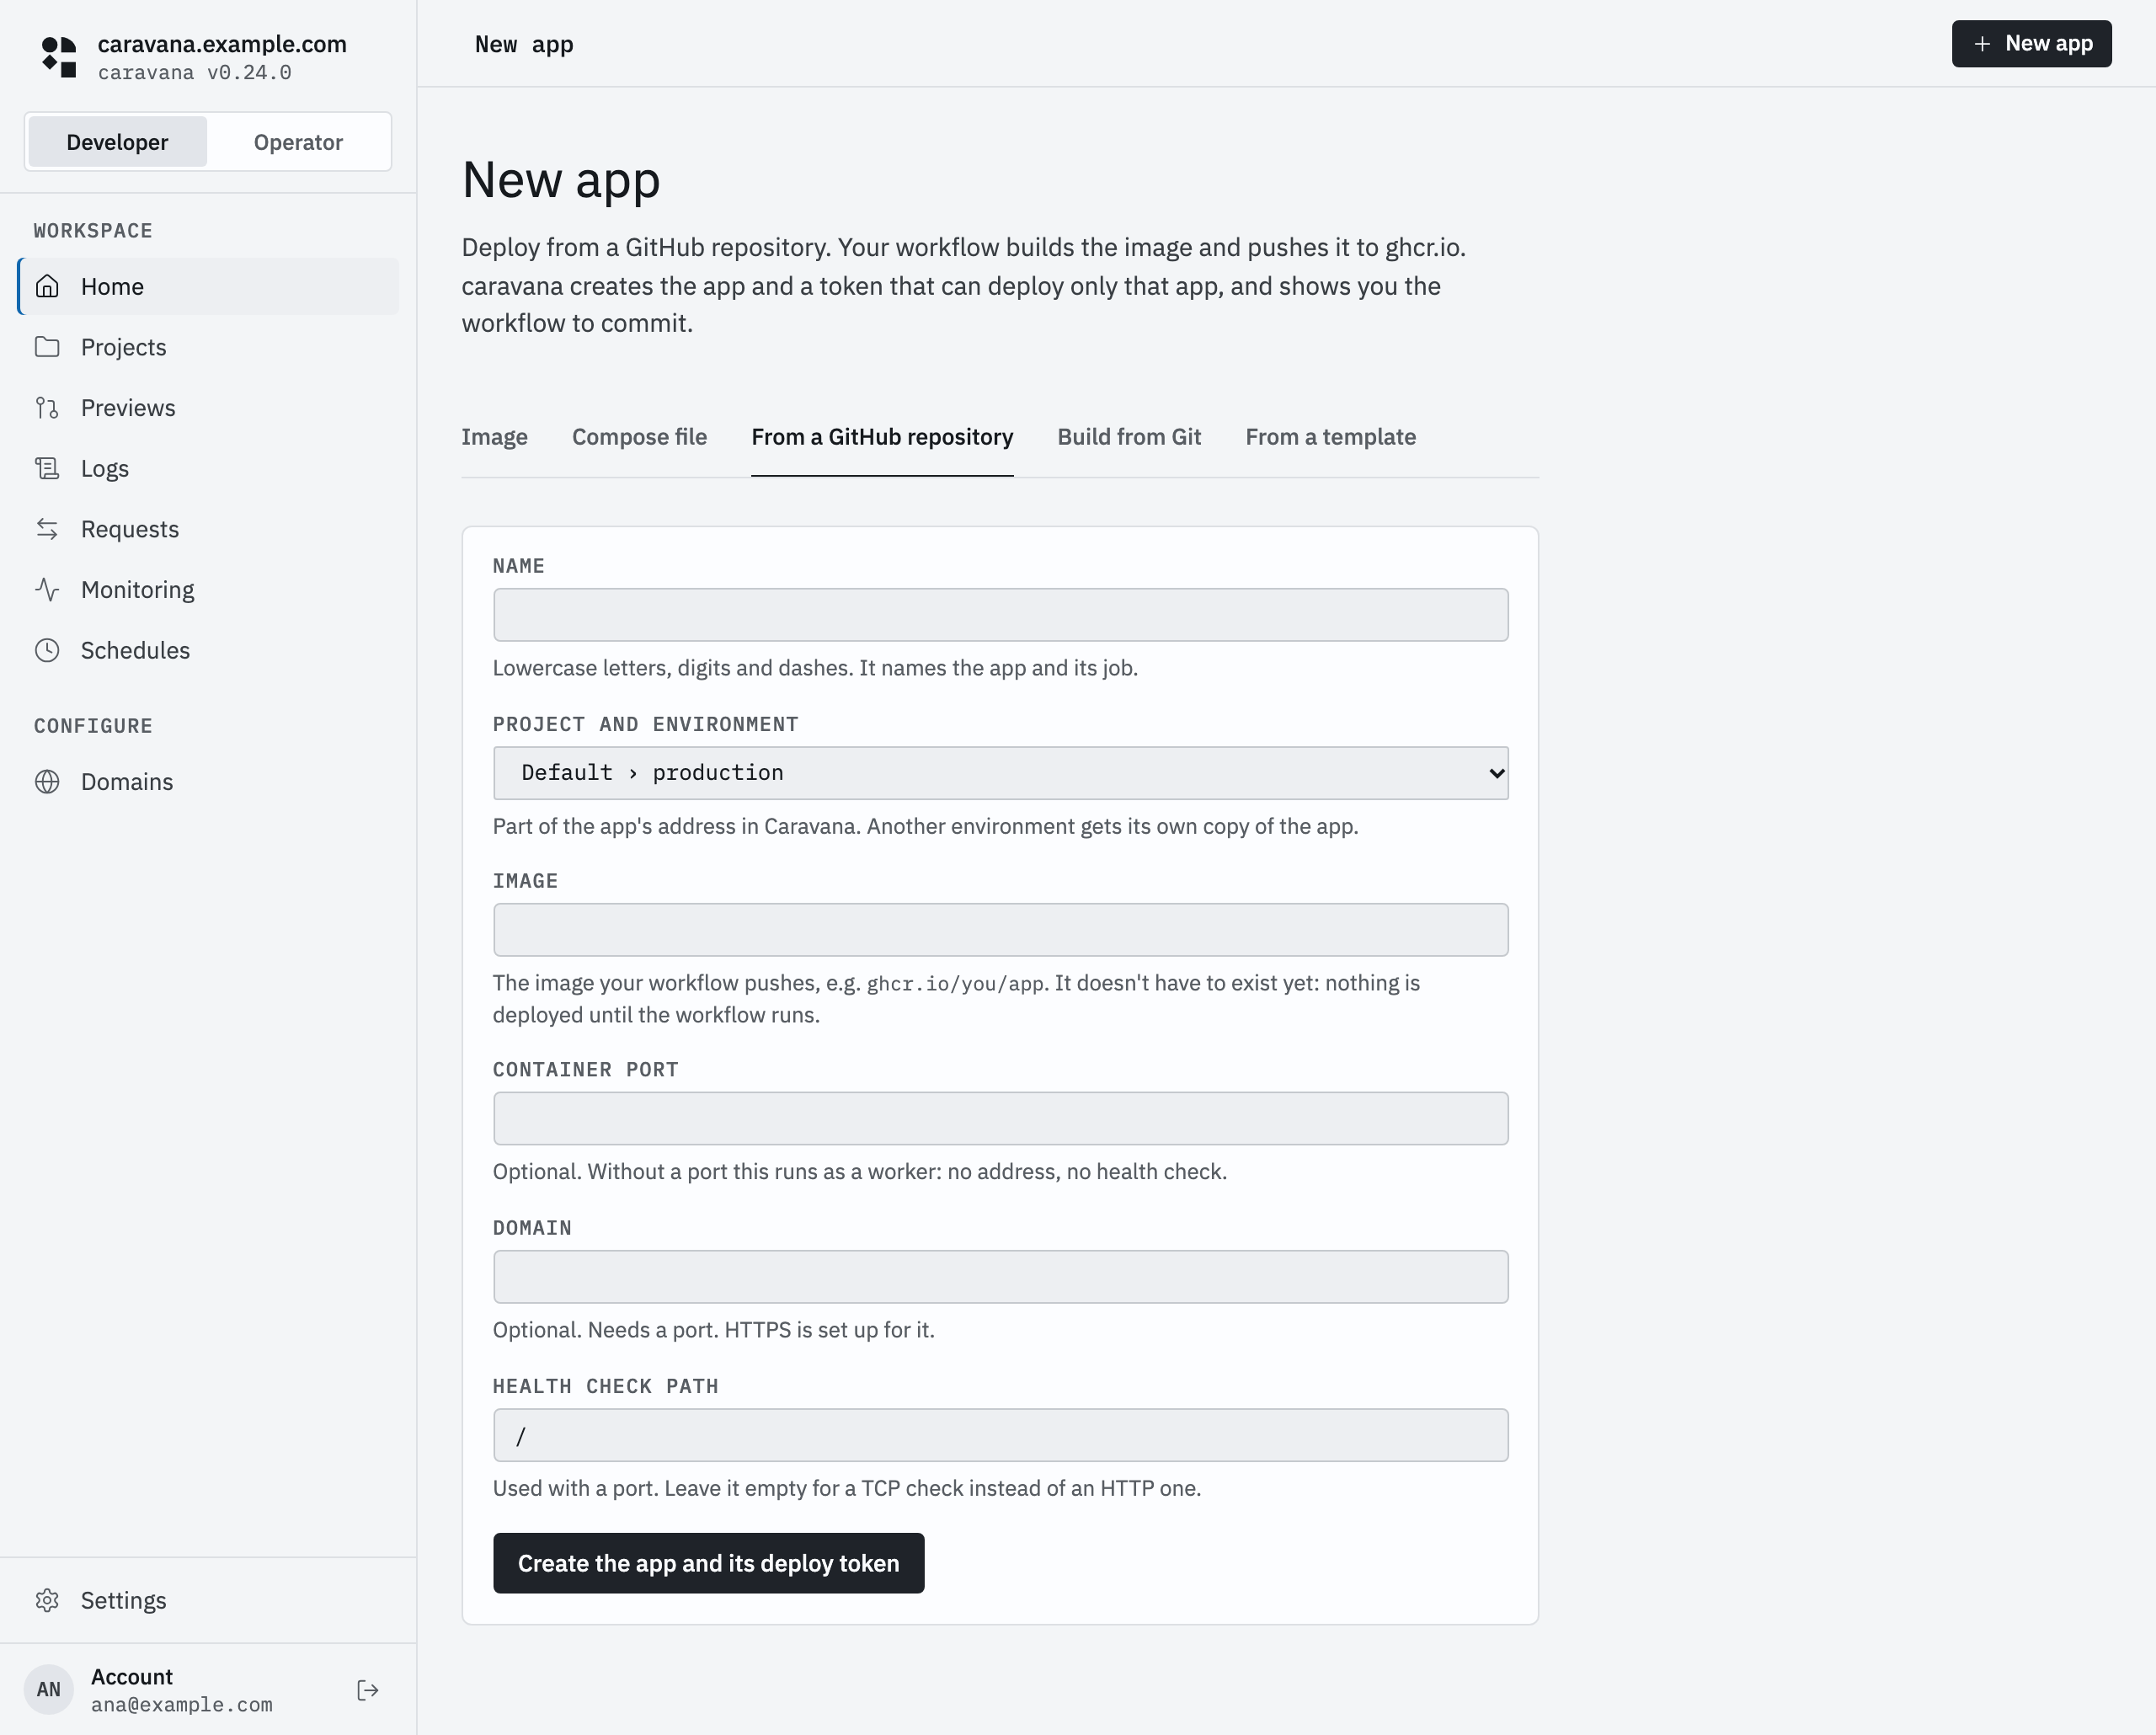 caravana.example.com
caravana v0.24.0
Developer
Operator
WORKSPACE
Home
Projects
Previews
Logs
Requests
Monitoring
Schedules
CONFIGURE
Domains
Settings
AN
Account
ana@example.com
New app
New app
New app
Deploy from a GitHub repository. Your workflow builds the image and pushes it to ghcr.io.
caravana creates the app and a token that can deploy only that app, and shows you the
workflow to commit.
Image
Compose file
From a GitHub repository
Build from Git
From a template
NAME
Lowercase letters, digits and dashes. It names the app and its job.
PROJECT AND ENVIRONMENT
Default › production
Part of the app's address in Caravana. Another environment gets its own copy of the app.
IMAGE
The image your workflow pushes, e.g. ghcr.io/you/app. It doesn't have to exist yet: nothing is
deployed until the workflow runs.
CONTAINER PORT
Optional. Without a port this runs as a worker: no address, no health check.
DOMAIN
Optional. Needs a port. HTTPS is set up for it.
HEALTH CHECK PATH
/
Used with a port. Leave it empty for a TCP check instead of an HTTP one.
Create the app and its deploy token